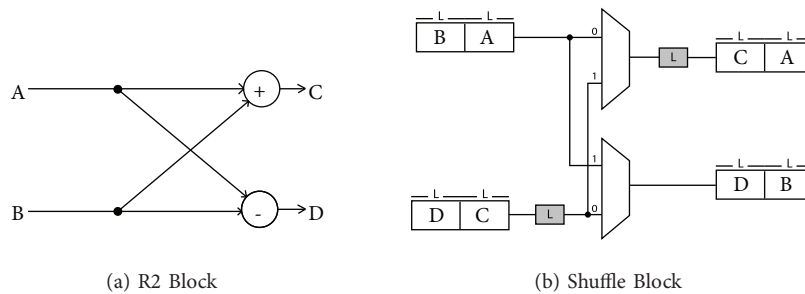 A
B
+
-
C
D
(a) R2 Block
L L
B A
0
1
L
L L
C A
L L
D C
L
1
0
L L
D B
(b) Shuffle Block